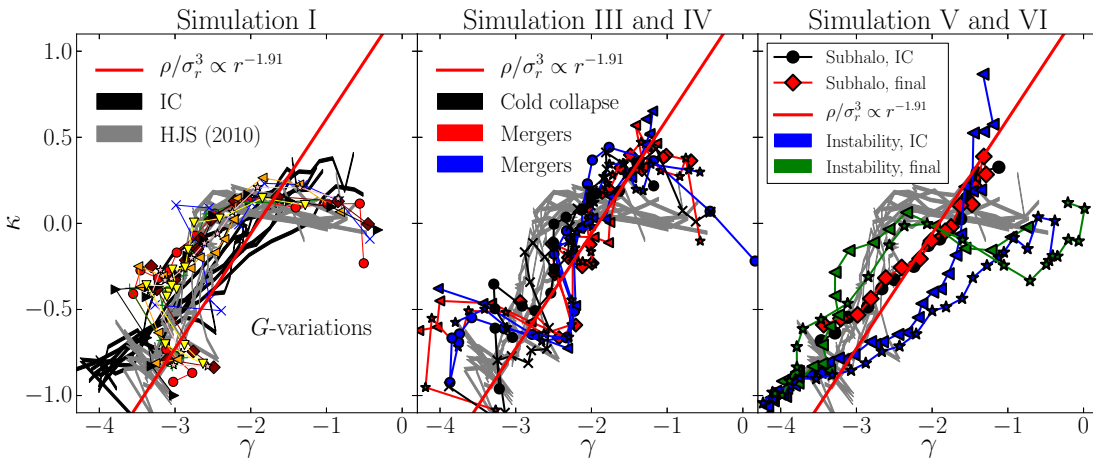 Simulation I
Simulation III and IV
Simulation V and VI
ρ/σ_r^3 ∝ r^{−1.91}
IC
HJS (2010)
G-variations
ρ/σ_r^3 ∝ r^{−1.91}
Cold collapse
Mergers
Mergers
Subhalo, IC
Subhalo, final
ρ/σ_r^3 ∝ r^{−1.91}
Instability, IC
Instability, final
κ
1.0
0.5
0.0
−0.5
−1.0
−4 −3 −2 −1 0
−4 −3 −2 −1 0
−4 −3 −2 −1 0
γ
γ
γ